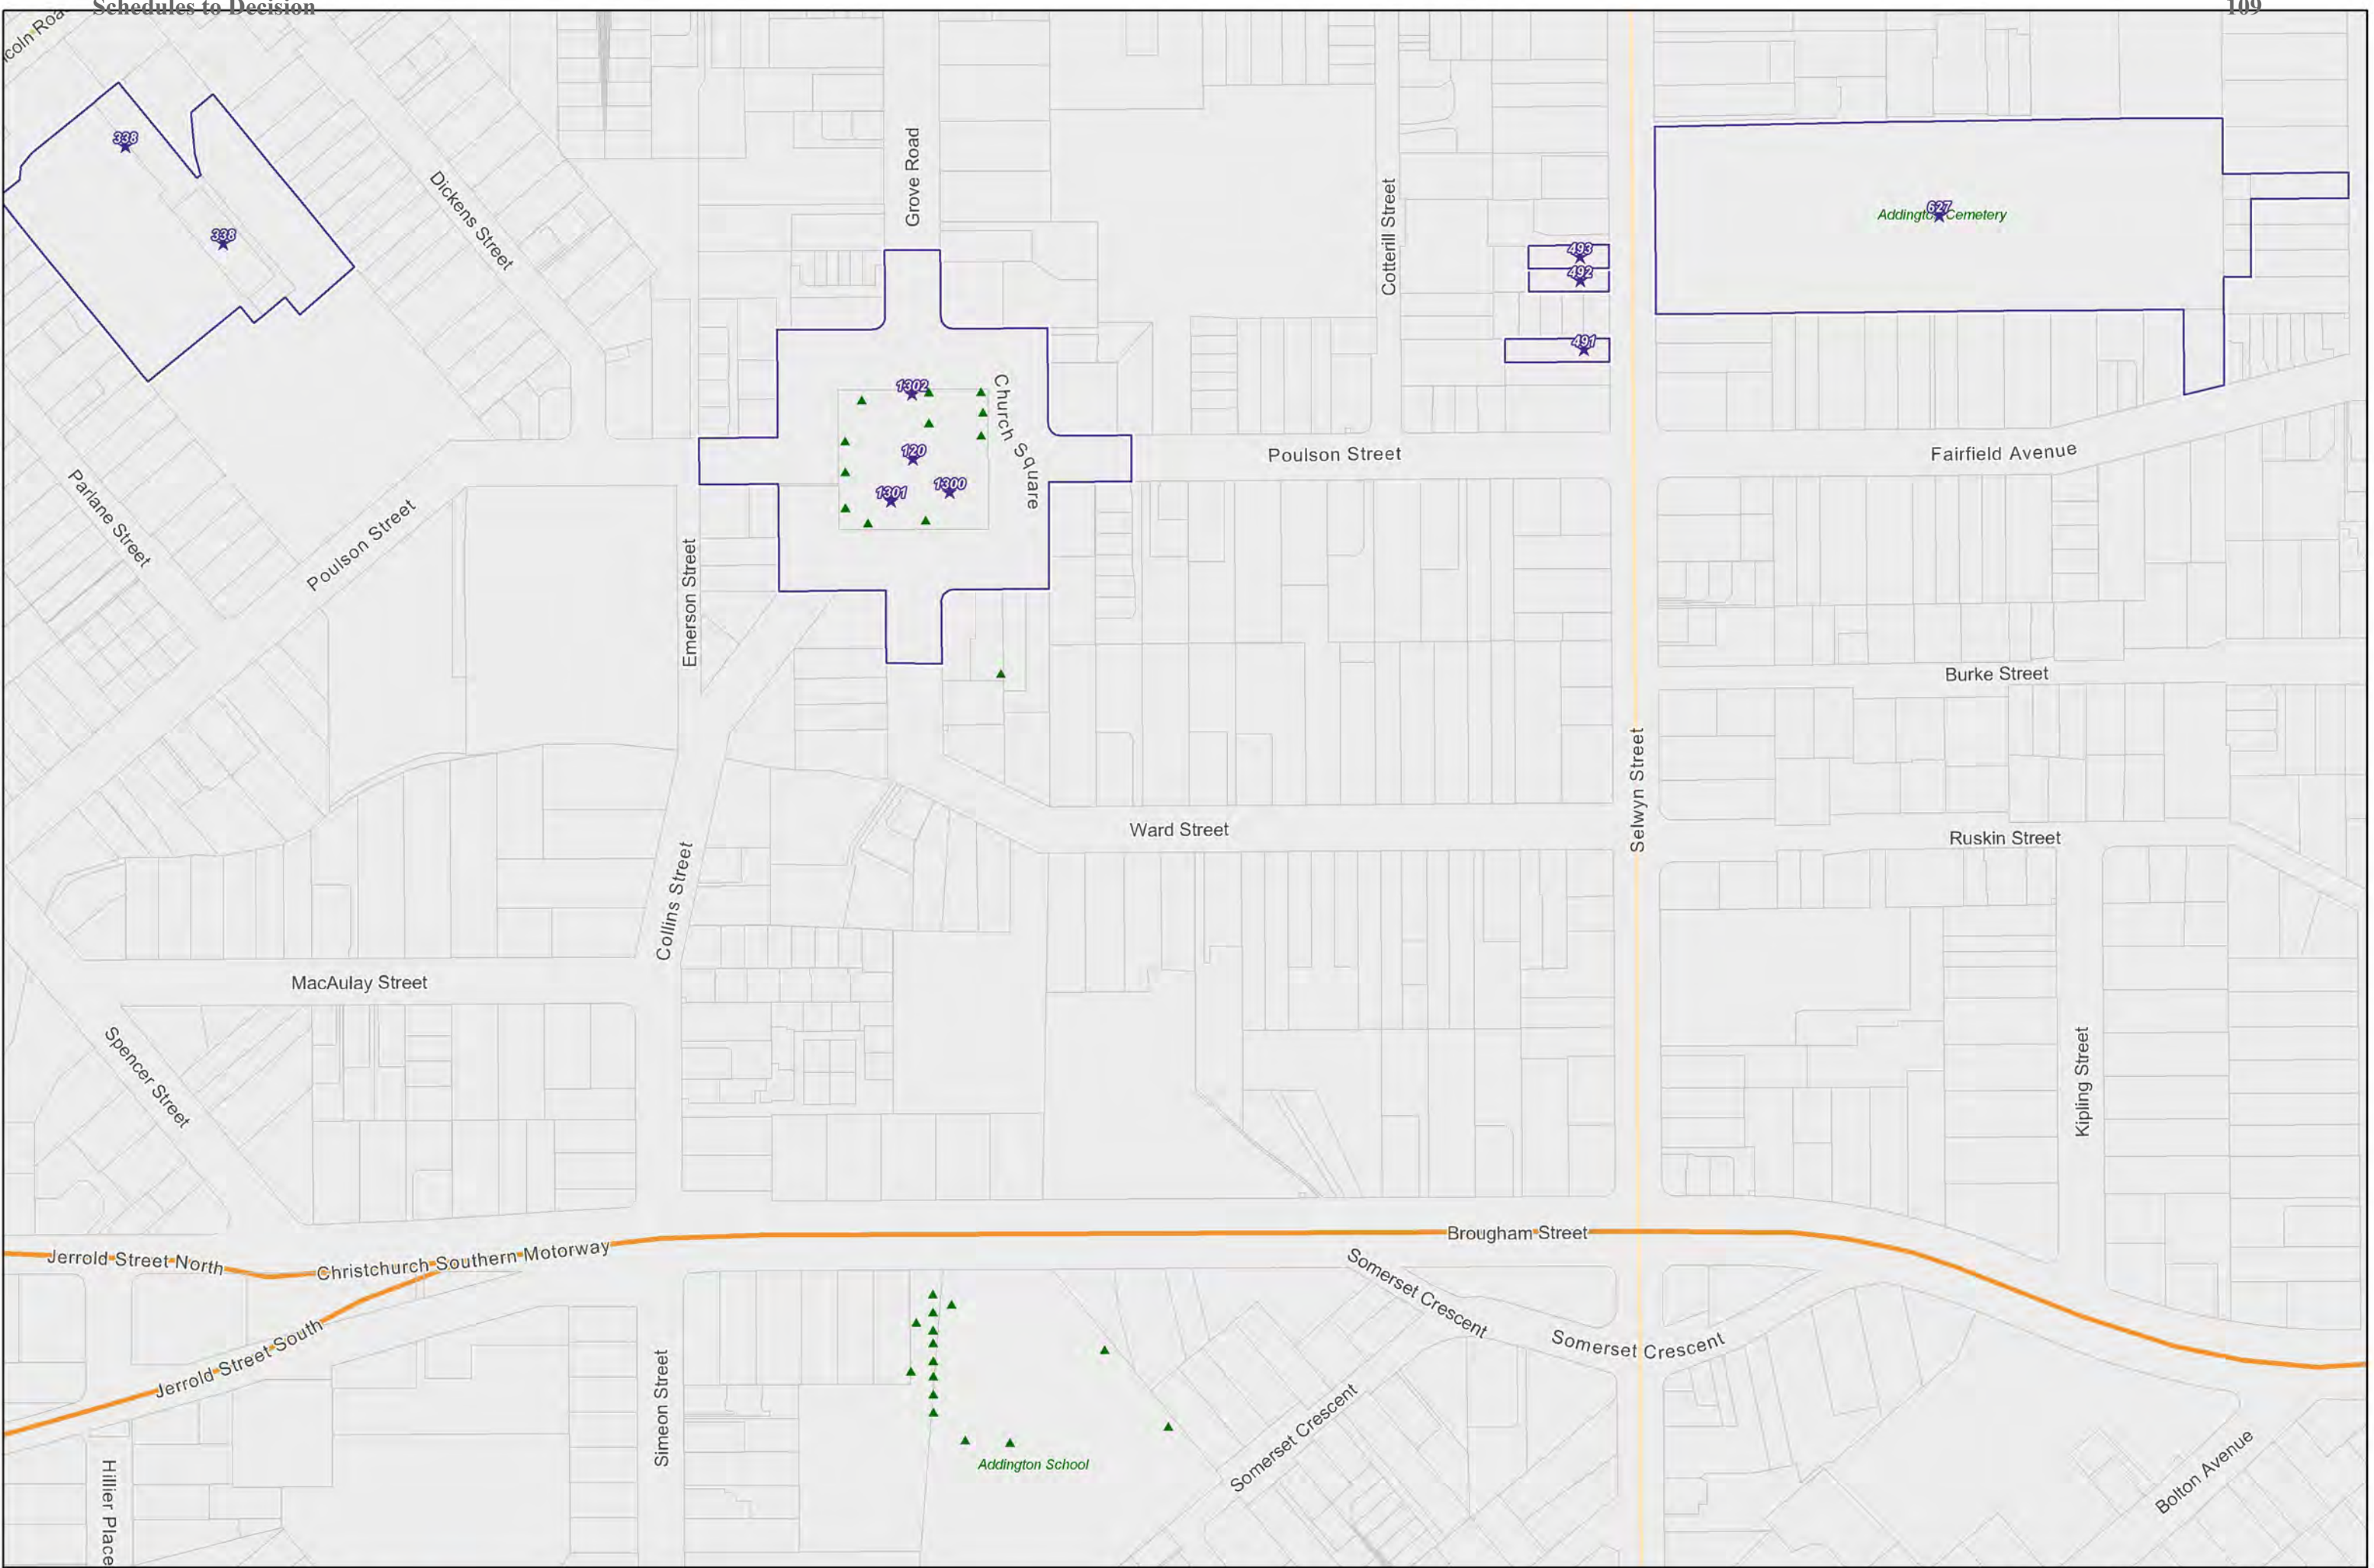 Schedules to Decision
109
338
338
Dickens Street
Grove Road
Cotterill Street
627
Addington Cemetery
493
492
491
1302
Church Square
120
1301
1300
Poulson Street
Fairfield Avenue
Parlane Street
Poulson Street
Emerson Street
Burke Street
Selwyn Street
Ward Street
Ruskin Street
Collins Street
MacAulay Street
Spencer Street
Kipling Street
Brougham Street
Jerrold Street North
Christchurch Southern Motorway
Somerset Crescent
Somerset Crescent
Jerrold Street South
Simeon Street
Somerset Crescent
Addington School
Hillier Place
Bolton Avenue